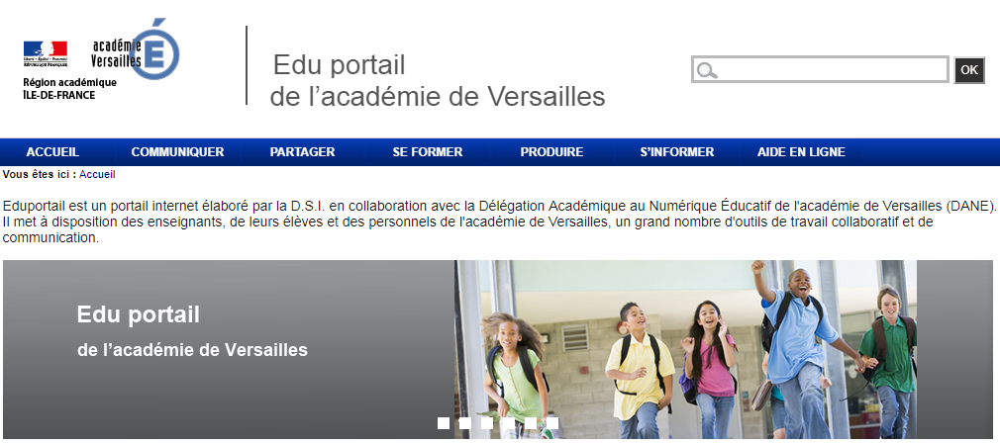 académie
Versailles
É
RÉPUBLIQUE FRANÇAISE
Région académique
ÎLE-DE-FRANCE
Edu portail
de l’académie de Versailles
OK
ACCUEIL COMMUNIQUER PARTAGER SE FORMER PRODUIRE S’INFORMER AIDE EN LIGNE
Vous êtes ici : Accueil
Eduportail est un portail internet élaboré par la D.S.I. en collaboration avec la Délégation Académique au Numérique Éducatif de l'académie de Versailles (DANE).
Il met à disposition des enseignants, de leurs élèves et des personnels de l'académie de Versailles, un grand nombre d'outils de travail collaboratif et de
communication.
Edu portail
de l’académie de Versailles